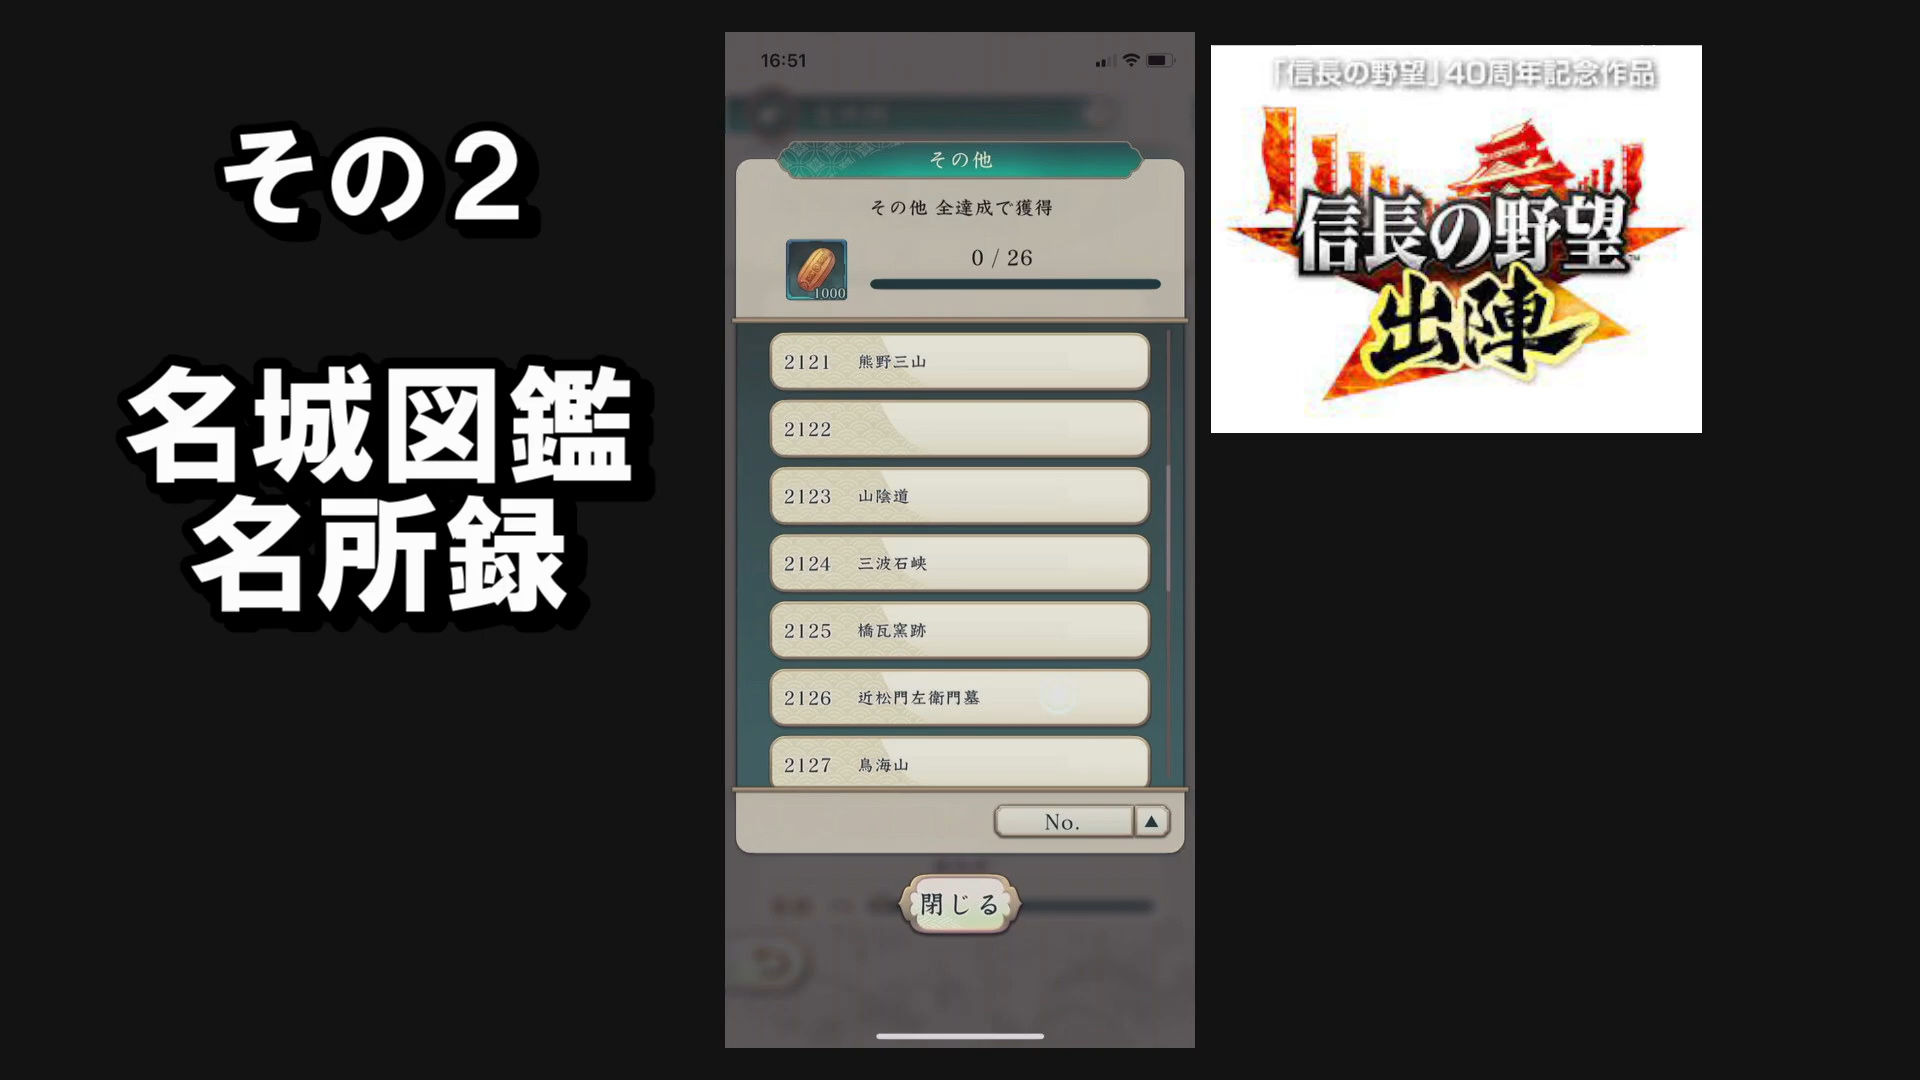 その２
名城図鑑
名所録
16:51
その他
その他 全達成で獲得
0 / 26
1000
2121 熊野三山
2122
2123 山陰道
2124 三波石峡
2125 橋瓦窯跡
2126 近松門左衛門墓
2127 鳥海山
No. ▲
閉じる
「信長の野望」40周年記念作品
信長の野望™
出陣